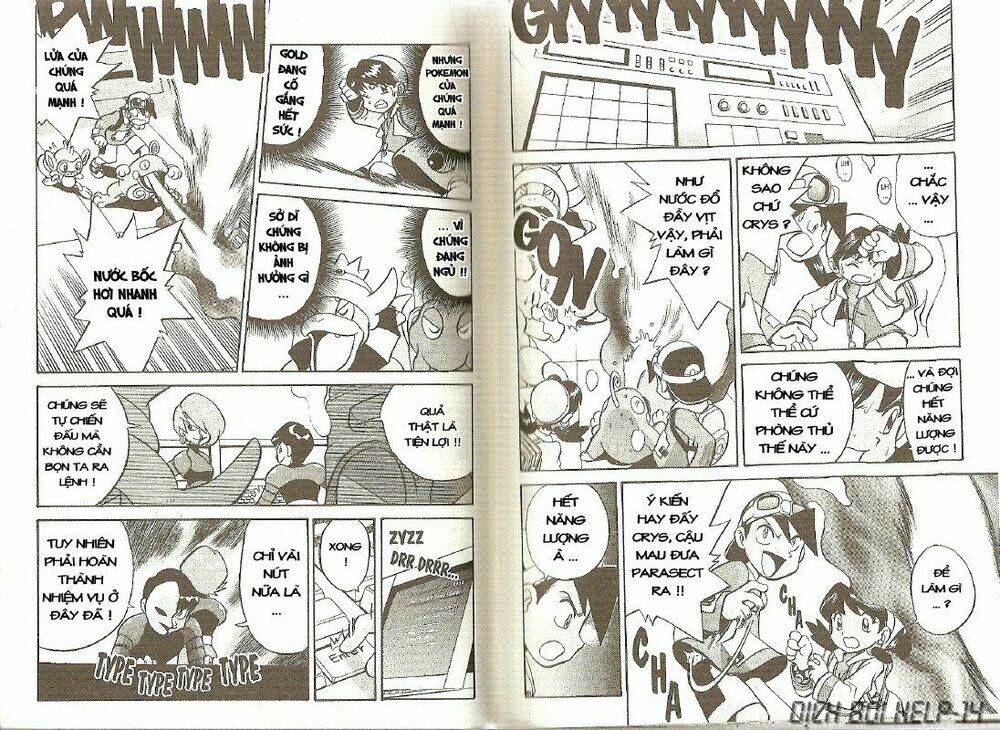 PWWWWWW
LỬA CỦA
CHÚNG
QUÁ
MẠNH !
NƯỚC BỐC
HƠI NHANH
QUÁ !
GOLD
ĐANG
CỐ
GẮNG
HẾT
SỨC !
NHƯNG
POKEMON
CỦA
CHÚNG
QUÁ
MẠNH !
SỞ DĨ
CHÚNG
KHÔNG BỊ
ẢNH
HƯỞNG GÌ
...
... VÌ
CHÚNG
ĐANG
NGỦ !
CHÚNG SẼ
TỰ CHIẾN
ĐẤU MÀ
KHÔNG CẦN
BỌN TA RA
LỆNH !
QUẢ
THẬT LÀ
TIỆN LỢI !!
TUY NHIÊN
PHẢI HOÀN
THÀNH
NHIỆM VỤ Ở
ĐÂY ĐÃ !
CHỈ VÀI
NÚT
NỮA LÀ
...
TYPE
TYPE
TYPE
TYPE
XONG
!
ENTER
ZYZZ
DRR.DRRR...
GYYYYYYYYYYY
GON
NHƯ
NƯỚC ĐỔ
ĐẦY VỊT
VẬY, PHẢI
LÀM GÌ
ĐÂY ?
KHÔNG
SAO
CHỨ
CRYS ?
UH
UH
...
CHẮC
VẬY
...
CHÚNG
KHÔNG THỂ
THỂ CỨ
PHÒNG THỦ
THẾ NÀY ...
... VÀ ĐỢI
CHÚNG
HẾT
NĂNG
LƯỢNG
ĐƯỢC !
HẾT
NĂNG
LƯỢNG
À ...
Ý KIẾN
HAY ĐẤY
CRYS, CẬU
MAU ĐƯA
PARASECT
RA !!
CHA
CHA
ĐỂ
LÀM GÌ
... ?
DỊCH BỞI NELP-14